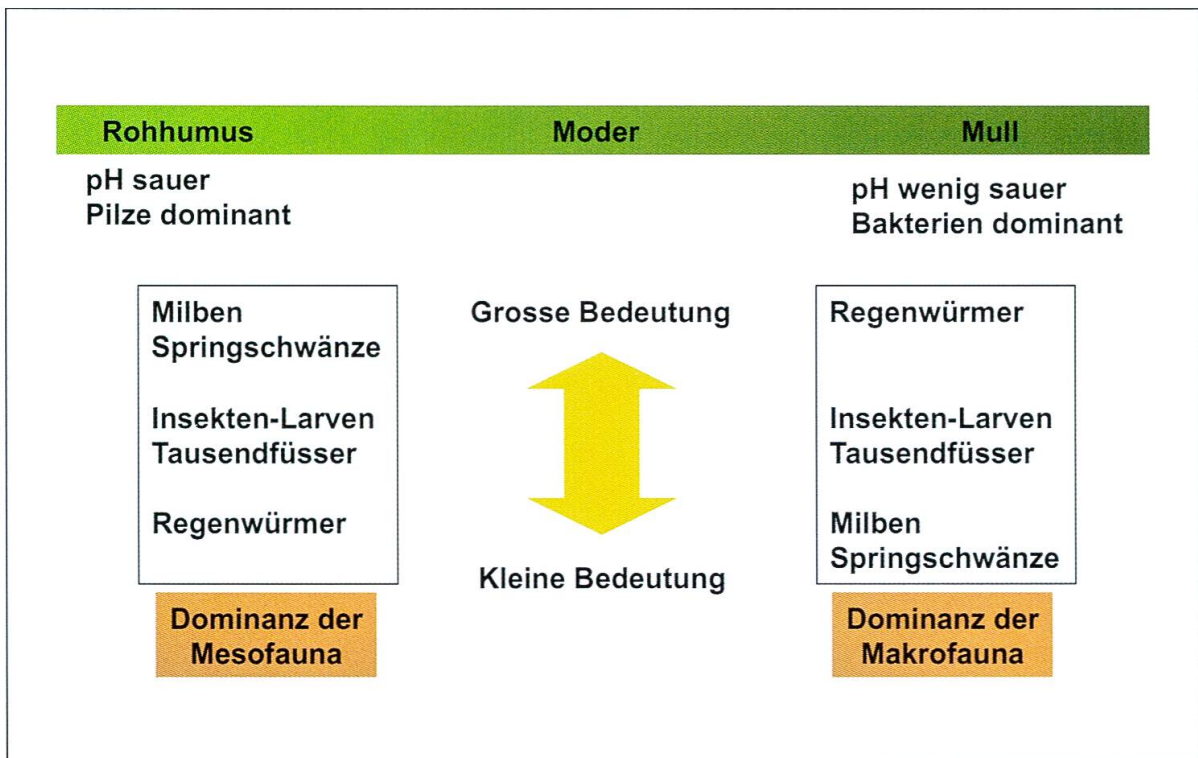 Rohhumus
Moder
Mull
pH sauer
Pilze dominant
pH wenig sauer
Bakterien dominant
Milben
Springschwänze
Insekten-Larven
Tausendfüsser
Regenwürmer
Grosse Bedeutung
Kleine Bedeutung
Regenwürmer
Insekten-Larven
Tausendfüsser
Milben
Springschwänze
Dominanz der
Mesofauna
Dominanz der
Makrofauna